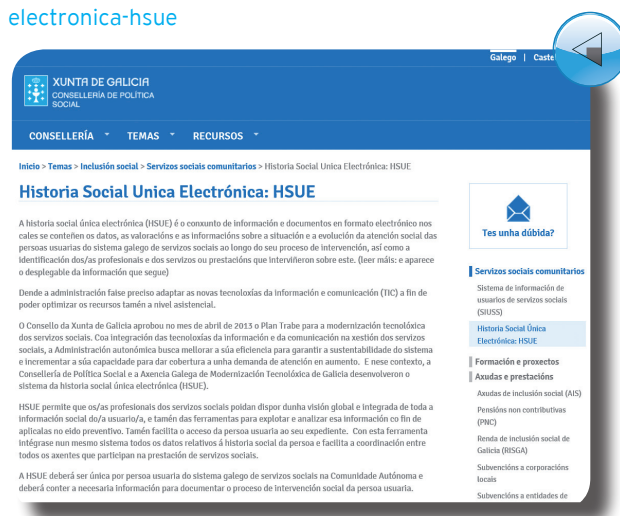 electronica-hsue
Galego | Caste
XUNTA DE GALICIA
CONSELLERÍA DE POLÍTICA
SOCIAL
CONSELLERÍA TEMAS RECURSOS
Inicio > Temas > Inclusión social > Servizos sociais comunitarios > Historia Social Única Electrónica: HSUE
Historia Social Unica Electrónica: HSUE
A historia social única electrónica (HSUE) é o conxunto de información e documentos en formato electrónico nos
cales se conteñen os datos, as valoracións e as informacións sobre a situación e a evolución da atención social das
persoas usuarias do sistema galego de servizos sociais ao longo do seu proceso de intervención, así como a
identificación dos/as profesionais e dos servizos ou prestacións que interviñeron sobre este. (leer máis: e aparece
o desplegable da información que segue)
Dende a administración faise preciso adaptar as novas tecnoloxías da información e comunicación (TIC) a fin de
poder optimizar os recursos tamén a nivel asistencial.
O Consello da Xunta de Galicia aprobou no mes de abril de 2013 o Plan Trabe para a modernización tecnolóxica
dos servizos sociais. Coa integración das tecnoloxías da información e da comunicación na xestión dos servizos
sociais, a Administración autonómica busca mellorar a súa eficiencia para garantir a sustentabilidade do sistema
e incrementar a súa capacidade para dar cobertura a unha demanda de atención en aumento. E nese contexto, a
Consellería de Política Social e a Axencia Galega de Modernización Tecnolóxica de Galicia desenvolveron o
sistema da historia social única electrónica (HSUE).
HSUE permite que os/as profesionais dos servizos sociais poidan dispor dunha visión global e integrada de toda a
información social do/a usuario/a, e tamén das ferramentas para explotar e analizar esa información co fin de
aplicalas no eido preventivo. Tamén facilita o acceso da persoa usuaria ao seu expediente. Con esta ferramenta
intégrase nun mesmo sistema todos os datos relativos á historia social da persoa e facilita a coordinación entre
todos os axentes que participan na prestación de servizos sociais.
A HSUE deberá ser única por persoa usuaria do sistema galego de servizos sociais na Comunidade Autónoma e
deberá conter a necesaria información para documentar o proceso de intervención social da persoa usuaria.
Tes unha dúbida?
Servizos sociais comunitarios
Sistema de información de
usuarios de servizos sociais
(SIUSS)
Historia Social Única
Electrónica: HSUE
Formación e proxectos
Axudas e prestacións
Axudas de inclusión social (AIS)
Pensións non contributivas
(PNC)
Renda de inclusión social de
Galicia (RISGA)
Subvencións a corporacións
locais
Subvencións a entidades de